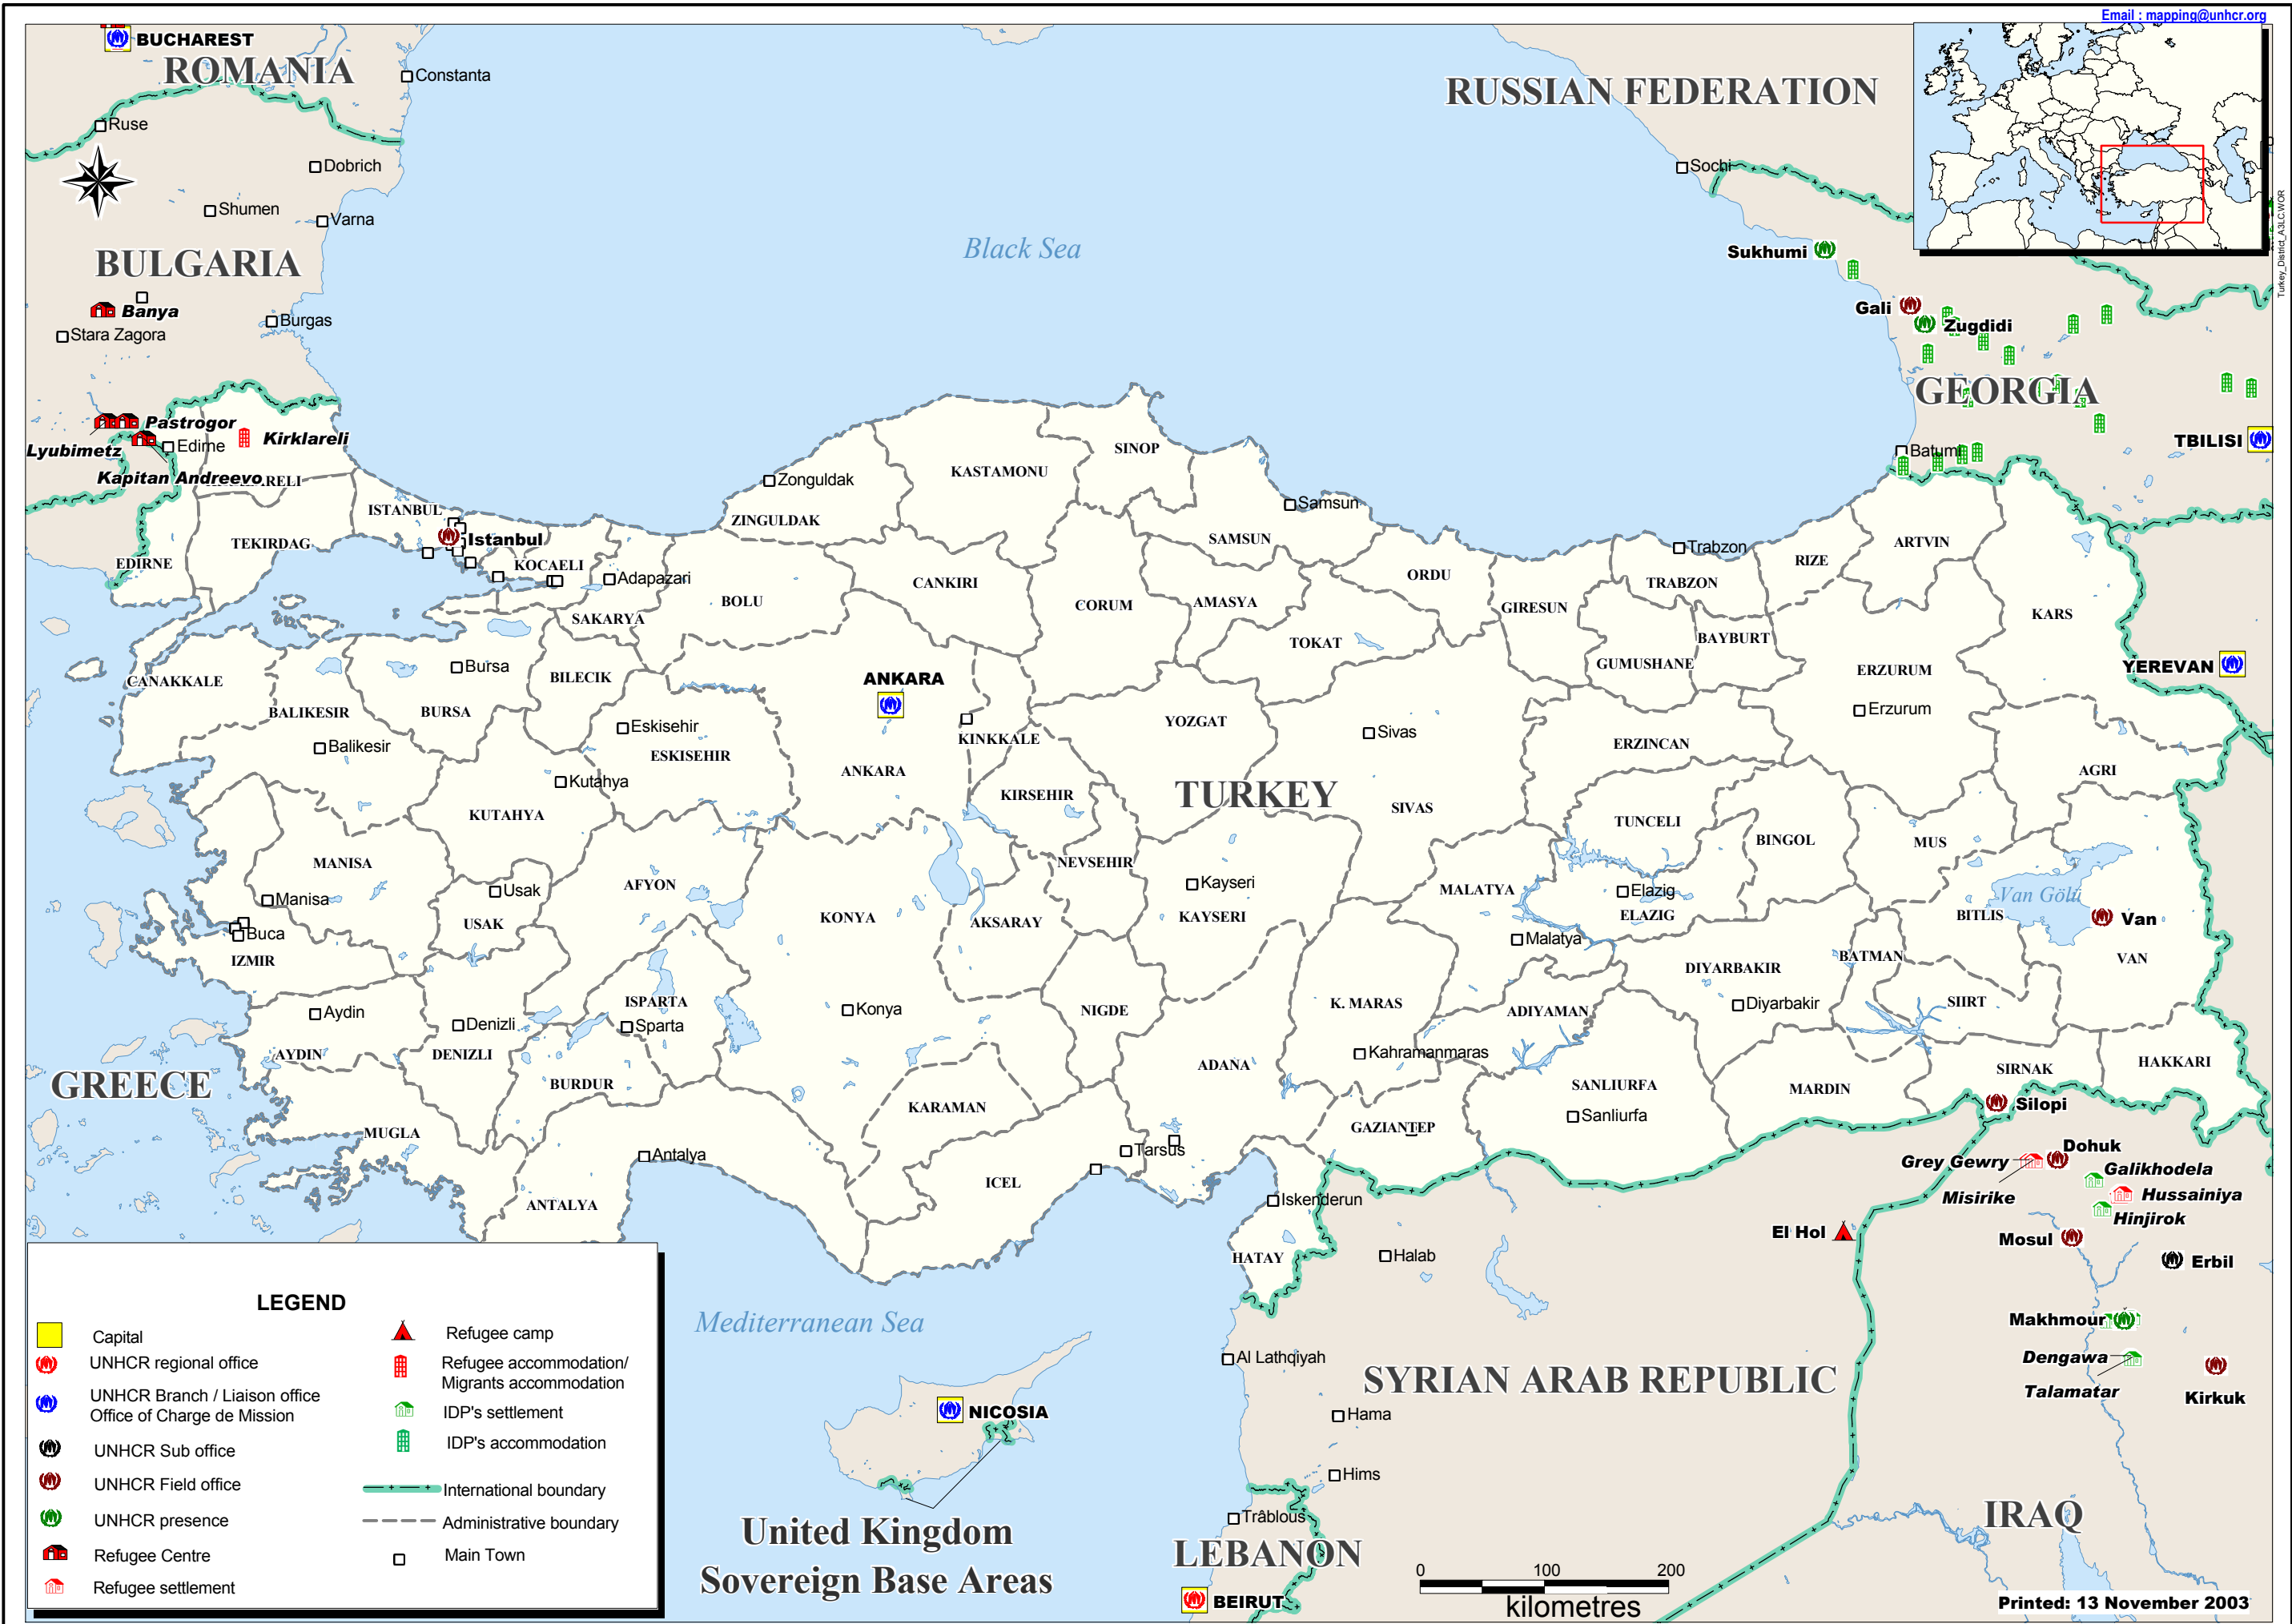 Email : mapping@unhcr.org
BUCHAREST
ROMANIA
Constanta
RUSSIAN FEDERATION
Ruse
Dobrich
Sochi
Shumen
Varna
Turkey_District_A3LC.WOR
BULGARIA
Black Sea
Sukhumi
Banya
Burgas
Stara Zagora
Gali
Zugdidi
GEORGIA
Pastrogor
Lyubimetz
Edirne
Kirklareli
Kapitan Andreevo
TBILISI
Batumi
SINOP
KASTAMONU
Zonguldak
ISTANBUL
ZINGULDAK
Samsun
TEKIRDAG
Istanbul
SAMSUN
ARTVIN
Trabzon
EDIRNE
KOCAELI
Adapazari
RIZE
CANKIRI
ORDU
TRABZON
BOLU
CORUM
AMASYA
GIRESUN
KARS
SAKARYA
TOKAT
BAYBURT
GUMUSHANE
Bursa
CANAKKALE
BILECIK
ANKARA
ERZURUM
YEREVAN
BALIKESIR
BURSA
YOZGAT
Erzurum
Eskisehir
Sivas
Balikesir
ESKISEHIR
KINKKALE
ERZINCAN
ANKARA
AGRI
Kutahya
KIRSEHIR
TURKEY
SIVAS
KUTAHYA
TUNCELI
BINGOL
MUS
MANISA
NEVSEHIR
AFYON
Kayseri
MALATYA
Elazig
Van Gölü
Manisa
Usak
KONYA
AKSARAY
KAYSERI
ELAZIG
BITLIS
Van
USAK
Buca
Malatya
IZMIR
DIYARBAKIR
BATMAN
VAN
ISPARTA
K. MARAS
SIIRT
Aydin
Konya
NIGDE
ADIYAMAN
Diyarbakir
Denizli
Sparta
AYDIN
DENIZLI
Kahramanmaras
ADANA
HAKKARI
GREECE
BURDUR
SIRNAK
SANLIURFA
MARDIN
KARAMAN
Silopi
Sanliurfa
MUGLA
GAZIANTEP
Tarsus
Antalya
Dohuk
Grey Gewry
Galikhodela
ICEL
Misirike
Hussainiya
ANTALYA
Iskenderun
Hinjirok
El Hol
Mosul
HATAY
Halab
Erbil
LEGEND
Capital
UNHCR regional office
UNHCR Branch / Liaison office
Office of Charge de Mission
UNHCR Sub office
UNHCR Field office
UNHCR presence
Refugee Centre
Refugee settlement
Refugee camp
Refugee accommodation/
Migrants accommodation
IDP's settlement
IDP's accommodation
International boundary
Administrative boundary
Main Town
Mediterranean Sea
Makhmour
Al Lathqiyah
Dengawa
SYRIAN ARAB REPUBLIC
Talamatar
Kirkuk
NICOSIA
Hama
Hims
Trâblous
IRAQ
United Kingdom
Sovereign Base Areas
LEBANON
0 100 200
kilometres
BEIRUT
Printed: 13 November 2003